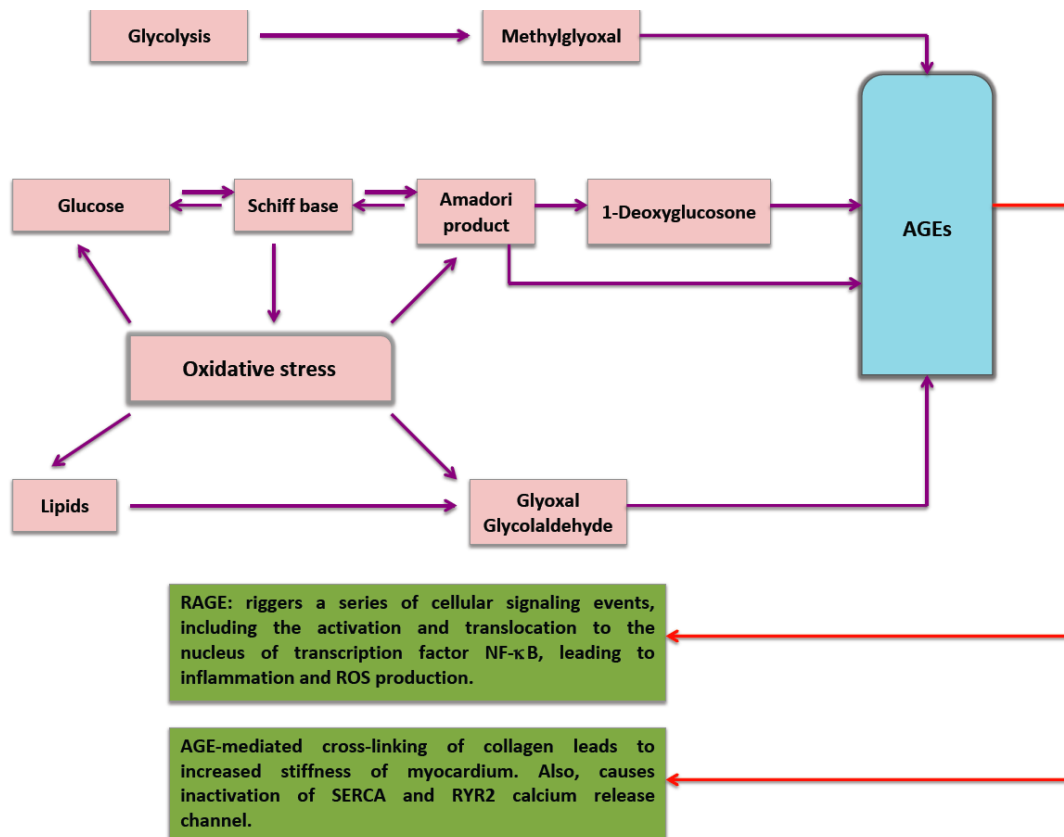 Glycolysis
Methylglyoxal
Glucose
Schiff base
Amadori
product
1-Deoxyglucosone
AGEs
Oxidative stress
Lipids
Glyoxal
Glycolaldehyde
RAGE: riggers a series of cellular signaling events,
including the activation and translocation to the
nucleus of transcription factor NF-κB, leading to
inflammation and ROS production.
AGE-mediated cross-linking of collagen leads to
increased stiffness of myocardium. Also, causes
inactivation of SERCA and RYR2 calcium release
channel.